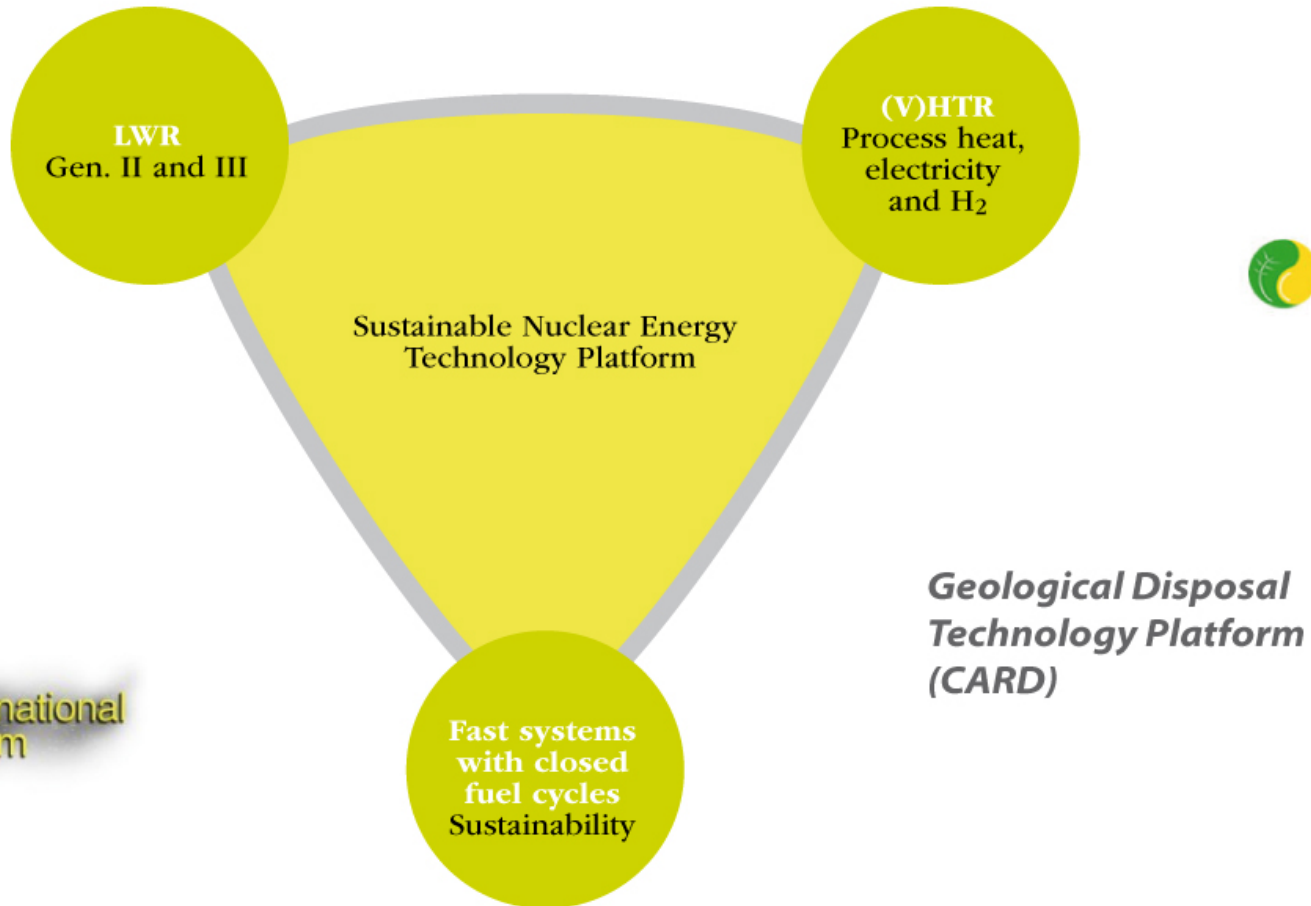 LWR
Gen. II and III
(V)HTR
Process heat,
electricity
and H₂
Sustainable Nuclear Energy
Technology Platform
Geological Disposal
Technology Platform
(CARD)
Fast systems
with closed
fuel cycles
Sustainability